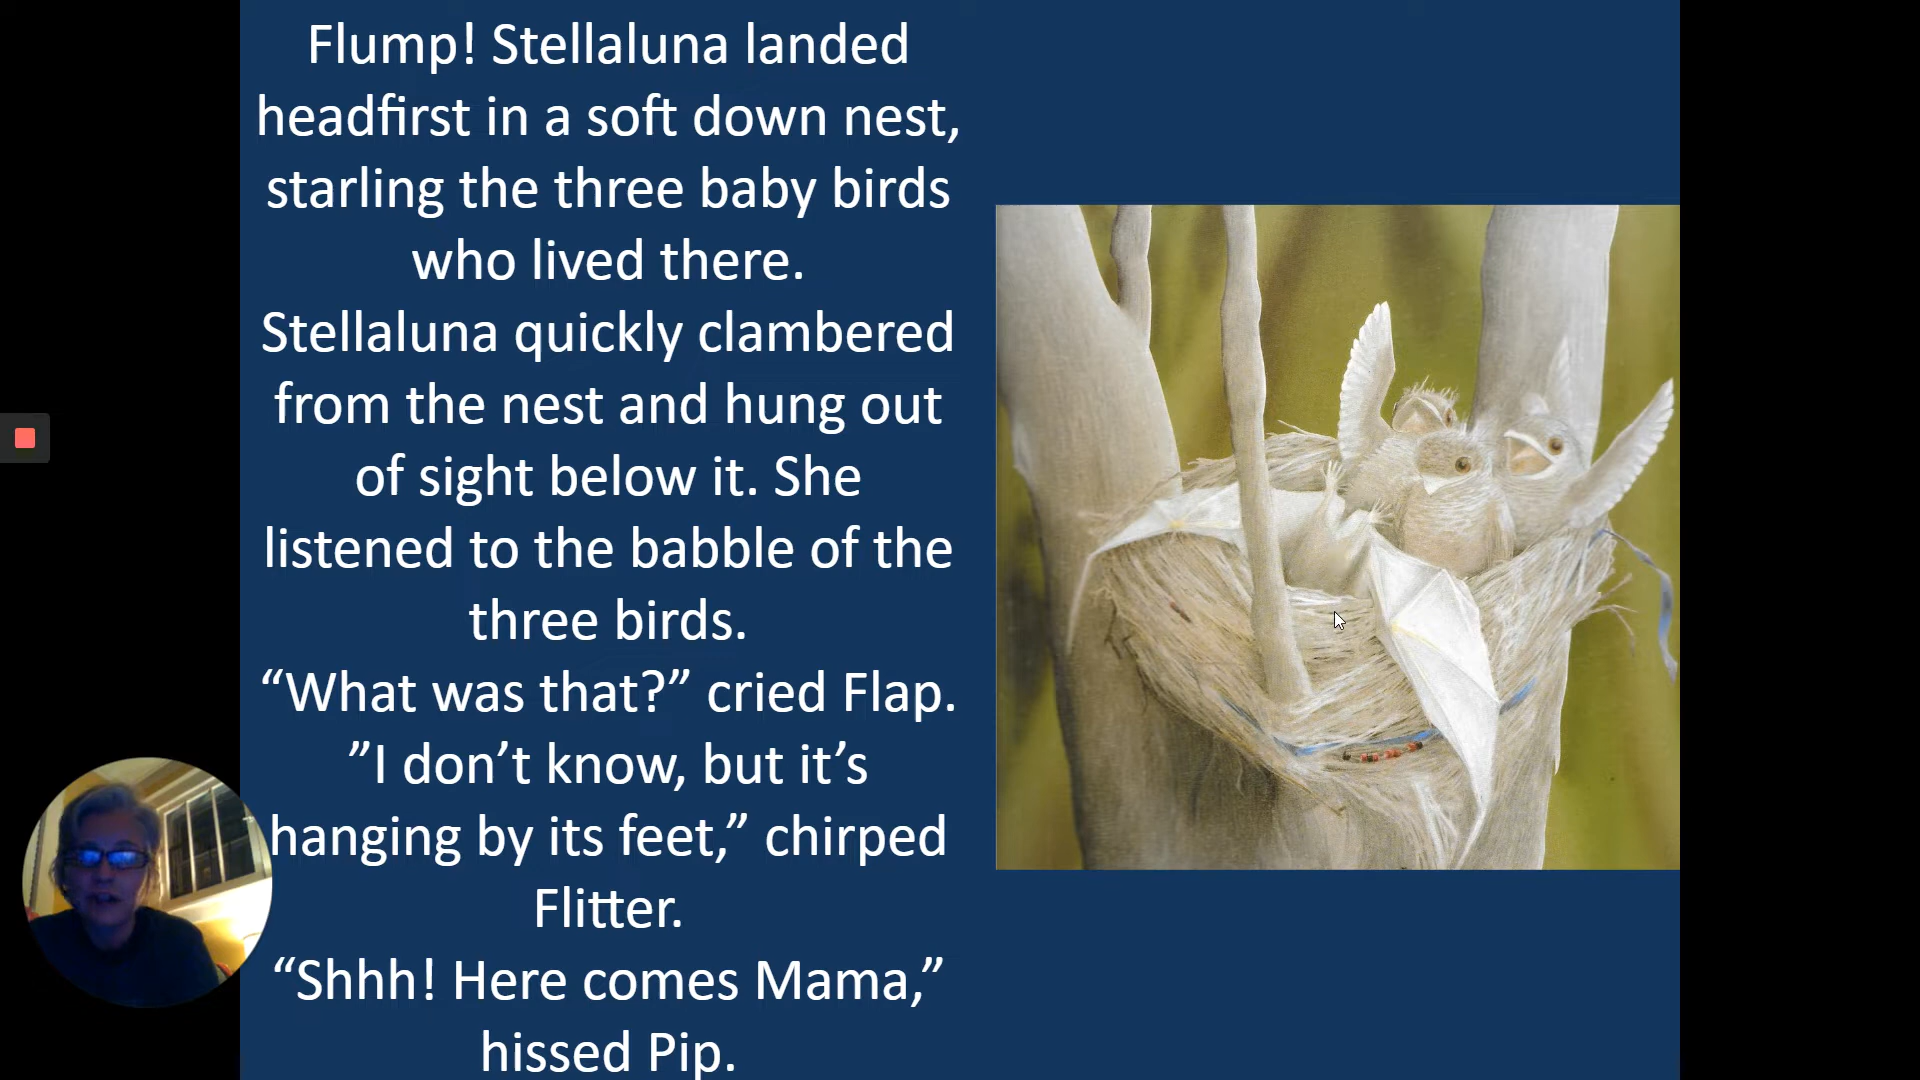 Flump! Stellaluna landed
headfirst in a soft down nest,
starling the three baby birds
who lived there.
Stellaluna quickly clambered
from the nest and hung out
of sight below it. She
listened to the babble of the
three birds.
“What was that?” cried Flap.
”I don’t know, but it’s
hanging by its feet,” chirped
Flitter.
“Shhh! Here comes Mama,”
hissed Pip.